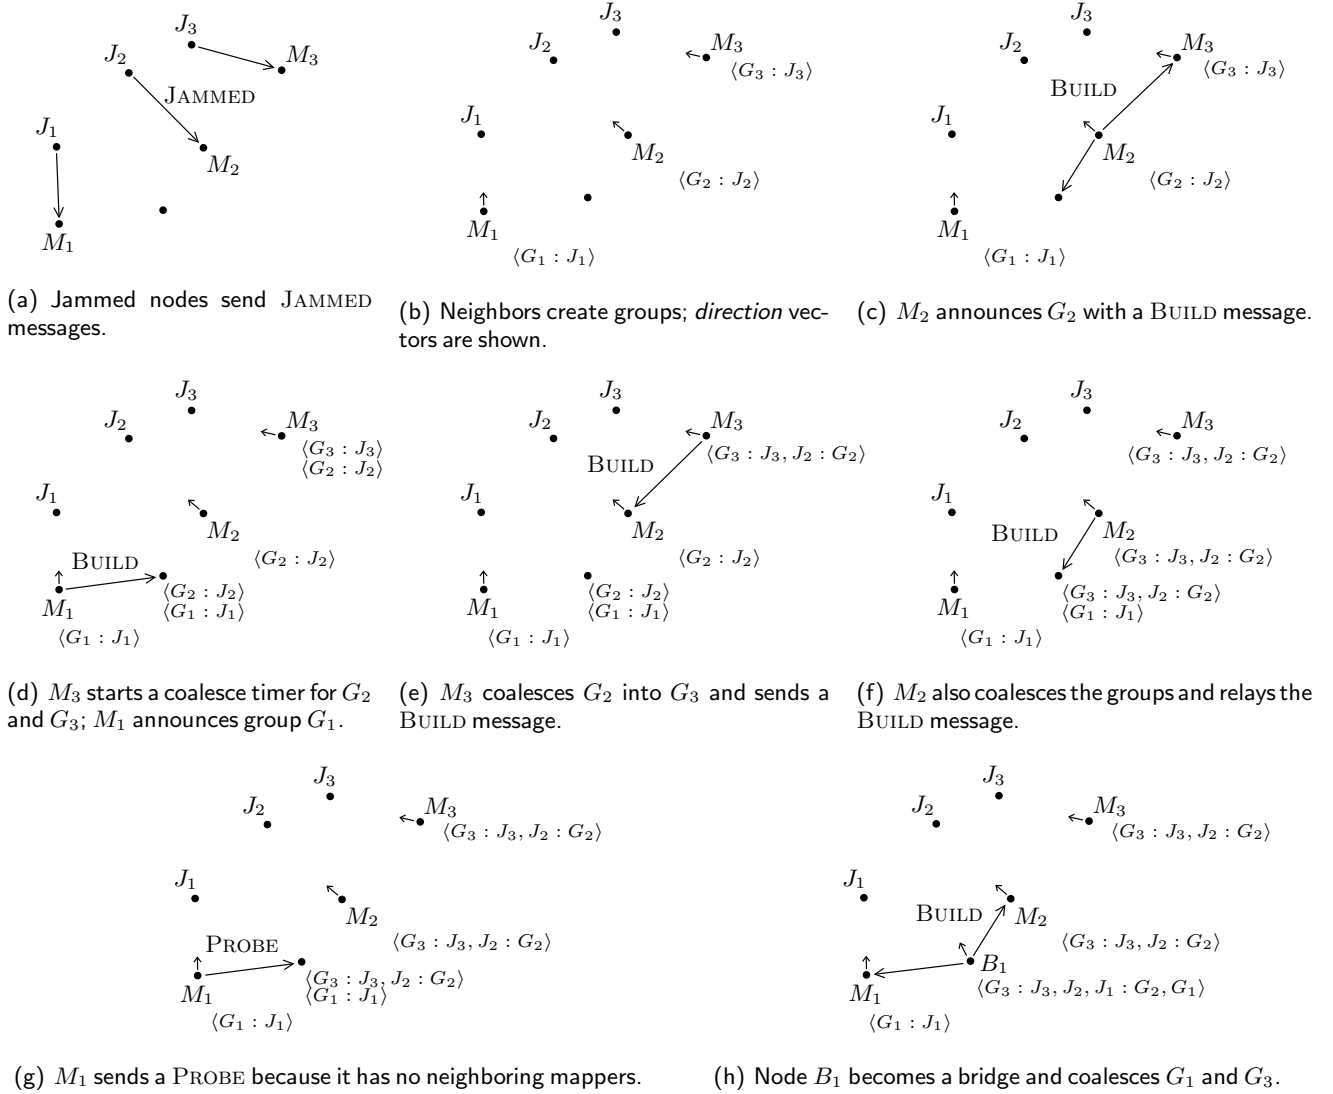 J₃
J₂
M₃
JAMMED
J₁
M₂
M₁
(a) Jammed nodes send JAMMED
messages.
J₃
J₂
M₃
⟨G₃ : J₃⟩
J₁
M₂
⟨G₂ : J₂⟩
M₁
⟨G₁ : J₁⟩
(b) Neighbors create groups; direction vec-
tors are shown.
J₃
J₂
M₃
⟨G₃ : J₃⟩
BUILD
J₁
M₂
⟨G₂ : J₂⟩
M₁
⟨G₁ : J₁⟩
(c) M₂ announces G₂ with a BUILD message.
J₃
J₂
M₃
⟨G₃ : J₃⟩
⟨G₂ : J₂⟩
J₁
M₂
⟨G₂ : J₂⟩
BUILD
M₁
⟨G₂ : J₂⟩
⟨G₁ : J₁⟩
⟨G₁ : J₁⟩
(d) M₃ starts a coalesce timer for G₂
and G₃; M₁ announces group G₁.
J₃
J₂
M₃
⟨G₃ : J₃, J₂ : G₂⟩
BUILD
J₁
M₂
⟨G₂ : J₂⟩
M₁
⟨G₂ : J₂⟩
⟨G₁ : J₁⟩
⟨G₁ : J₁⟩
(e) M₃ coalesces G₂ into G₃ and sends a
BUILD message.
J₃
J₂
M₃
⟨G₃ : J₃, J₂ : G₂⟩
J₁
BUILD
M₂
⟨G₃ : J₃, J₂ : G₂⟩
M₁
⟨G₃ : J₃, J₂ : G₂⟩
⟨G₁ : J₁⟩
⟨G₁ : J₁⟩
(f) M₂ also coalesces the groups and relays the
BUILD message.
J₃
J₂
M₃
⟨G₃ : J₃, J₂ : G₂⟩
J₁
M₂
⟨G₃ : J₃, J₂ : G₂⟩
PROBE
M₁
⟨G₃ : J₃, J₂ : G₂⟩
⟨G₁ : J₁⟩
⟨G₁ : J₁⟩
(g) M₁ sends a PROBE because it has no neighboring mappers.
J₃
J₂
M₃
⟨G₃ : J₃, J₂ : G₂⟩
J₁
BUILD
M₂
⟨G₃ : J₃, J₂ : G₂⟩
B₁
M₁
⟨G₃ : J₃, J₂, J₁ : G₂, G₁⟩
⟨G₁ : J₁⟩
(h) Node B₁ becomes a bridge and coalesces G₁ and G₃.